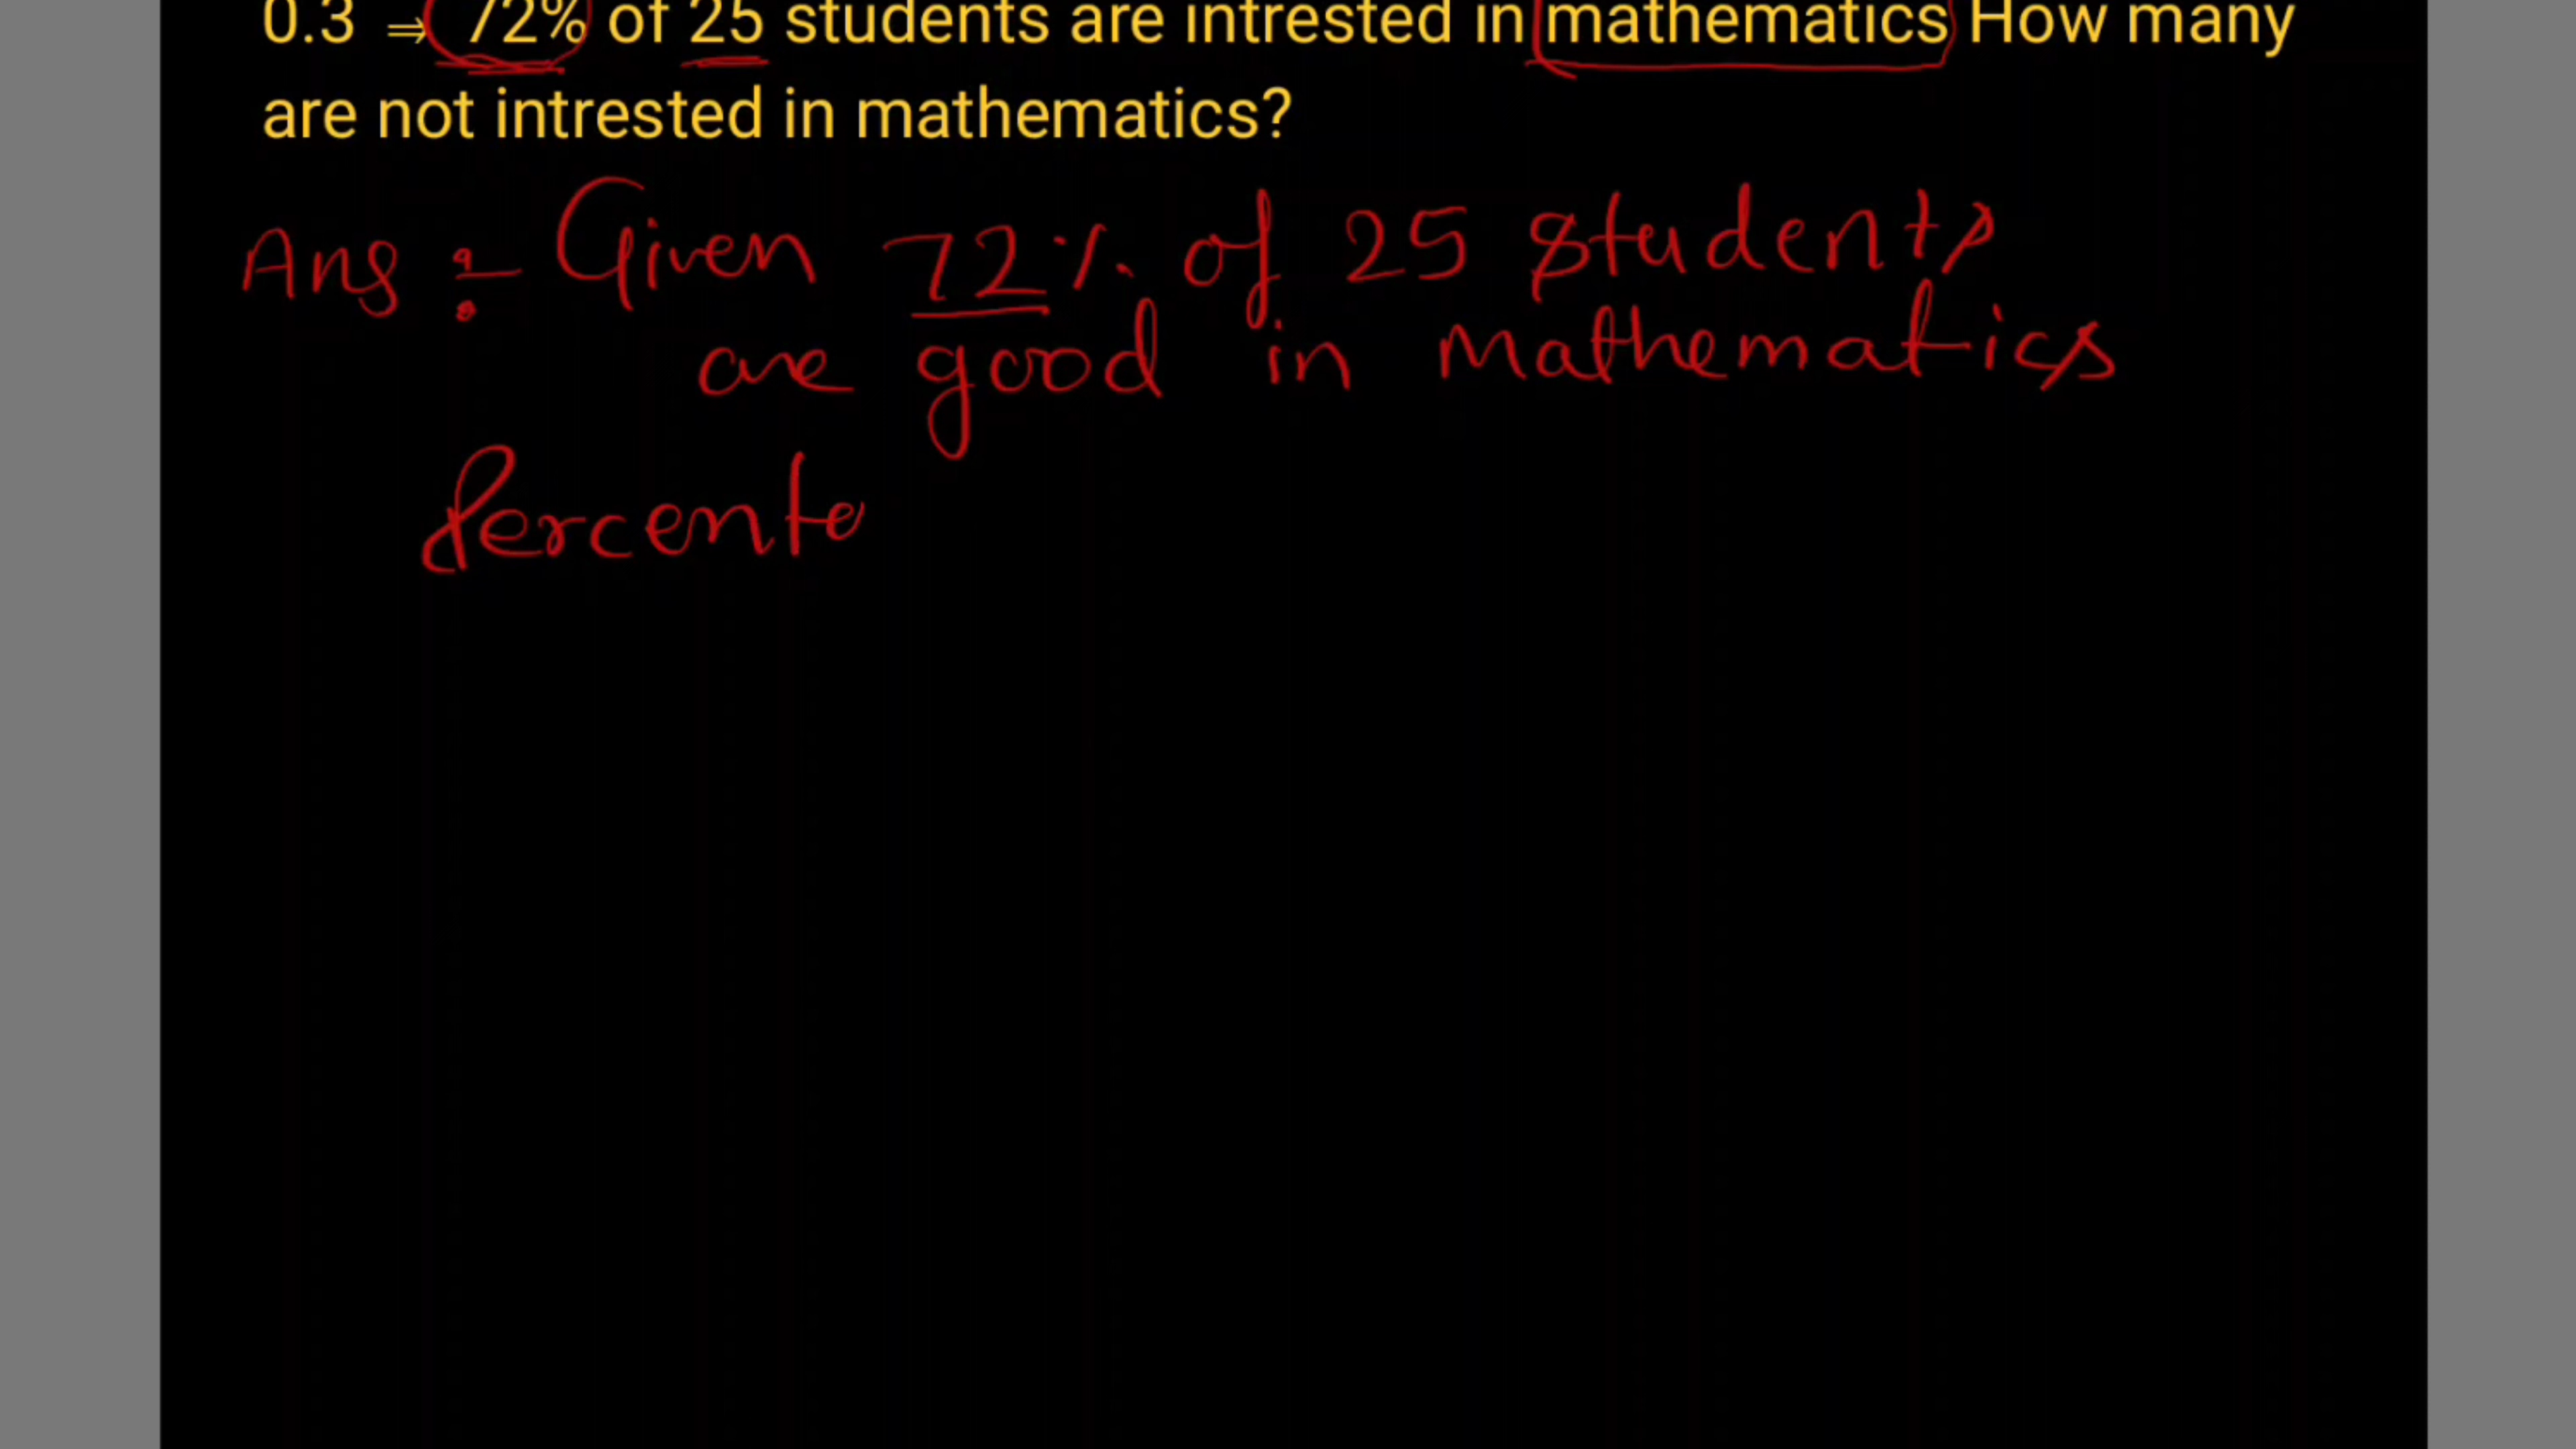 0.3 ⇒ 72% of 25 students are intrested in mathematics How many
are not intrested in mathematics?
Ans :- Given 72% of 25 students
are good in Mathematics
Percente